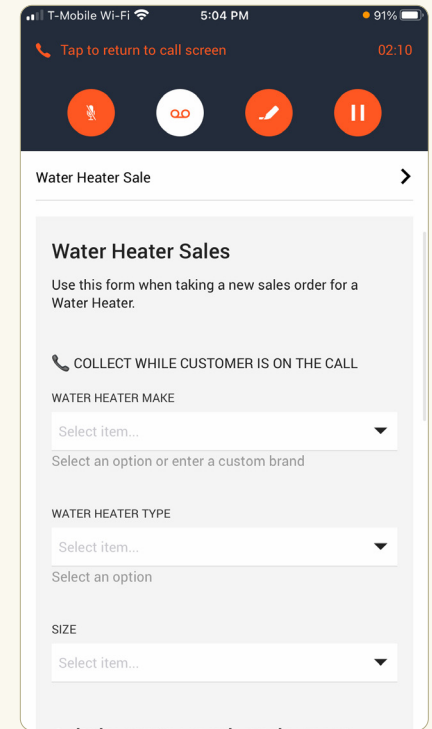 T-Mobile Wi-Fi 5:04 PM 91%
Tap to return to call screen 02:10
Water Heater Sale
Water Heater Sales
Use this form when taking a new sales order for a
Water Heater.
COLLECT WHILE CUSTOMER IS ON THE CALL
WATER HEATER MAKE
Select item...
Select an option or enter a custom brand
WATER HEATER TYPE
Select item...
Select an option
SIZE
Select item...